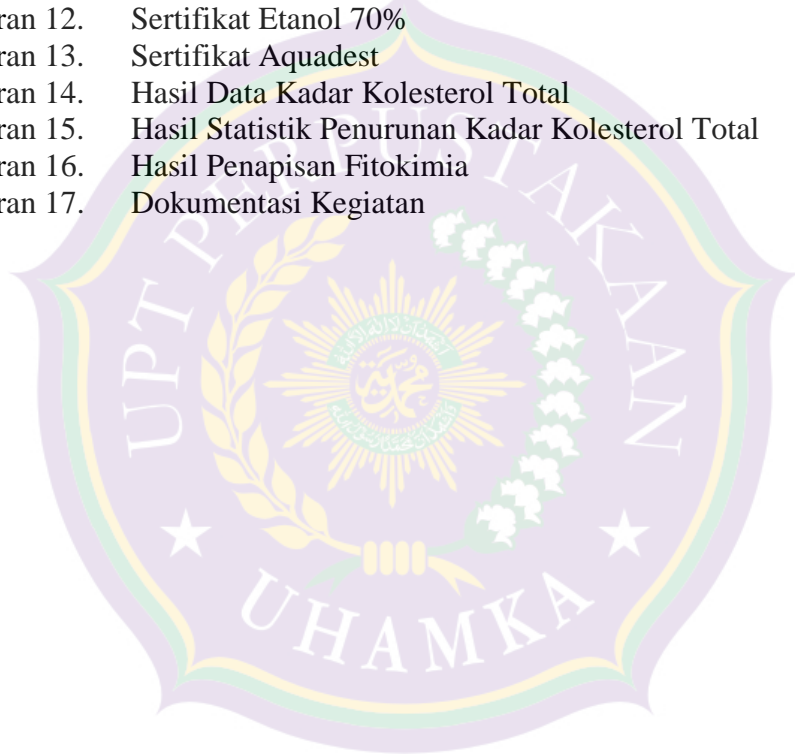 ran 12. Sertifikat Etanol 70%
ran 13. Sertifikat Aquadest
ran 14. Hasil Data Kadar Kolesterol Total
ran 15. Hasil Statistik Penurunan Kadar Kolesterol Total
ran 16. Hasil Penapisan Fitokimia
ran 17. Dokumentasi Kegiatan
UPT PERPUSTAKAAN
محمدية
UHAMKA